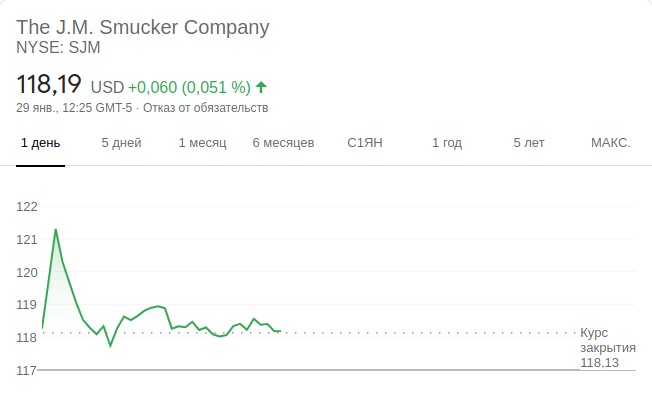 The J.M. Smucker Company
NYSE: SJM
118,19 USD +0,060 (0,051 %)
29 янв., 12:25 GMT-5 · Отказ от обязательств
1 день 5 дней 1 месяц 6 месяцев С1ЯН 1 год 5 лет МАКС.
122
121
120
119
118
117
Курс
закрытия
118,13